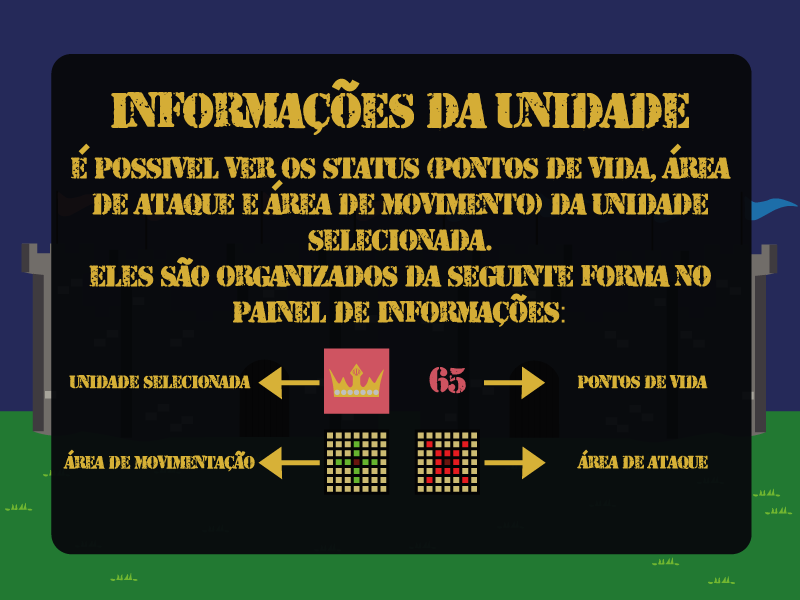 INFORMAÇÕES DA UNIDADE
É POSSIVEL VER OS STATUS (PONTOS DE VIDA, ÁREA
DE ATAQUE E ÁREA DE MOVIMENTO) DA UNIDADE
SELECIONADA.
ELES SÃO ORGANIZADOS DA SEGUINTE FORMA NO
PAINEL DE INFORMAÇÕES:
UNIDADE SELECIONADA 65 PONTOS DE VIDA
ÁREA DE MOVIMENTAÇÃO ÁREA DE ATAQUE